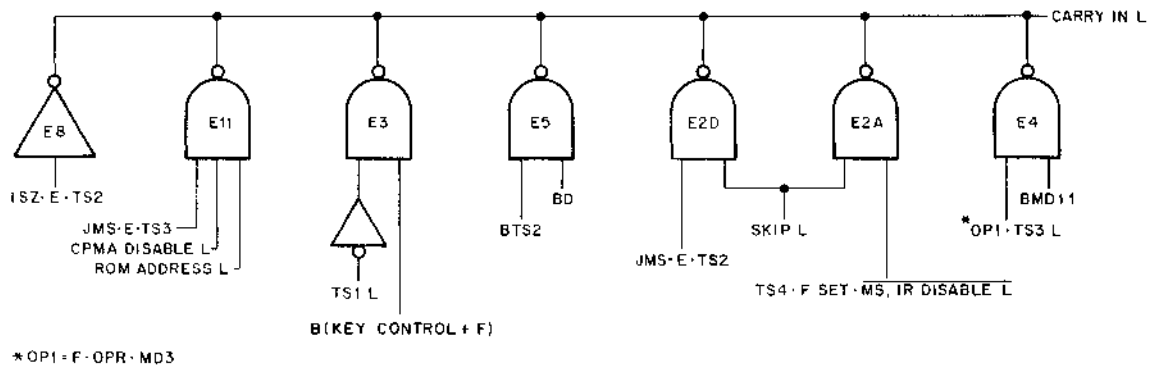 CARRY IN L
E8
E11
E3
E5
E2D
E2A
E4
ISZ·E·TS2
JMS·E·TS3
CPMA DISABLE L
ROM ADDRESS L
TS1 L
B(KEY CONTROL + F)
BTS2
BD
JMS·E·TS2
SKIP L
TS4·F SET·MS, IR DISABLE L
*OP1·TS3 L
BMD11
*OP1=F·OPR·MD3